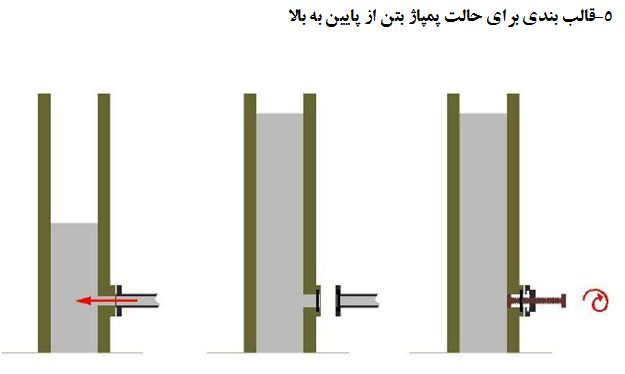 ۵-قالب بندی برای حالت پمپاژ بتن از پایین به بالا